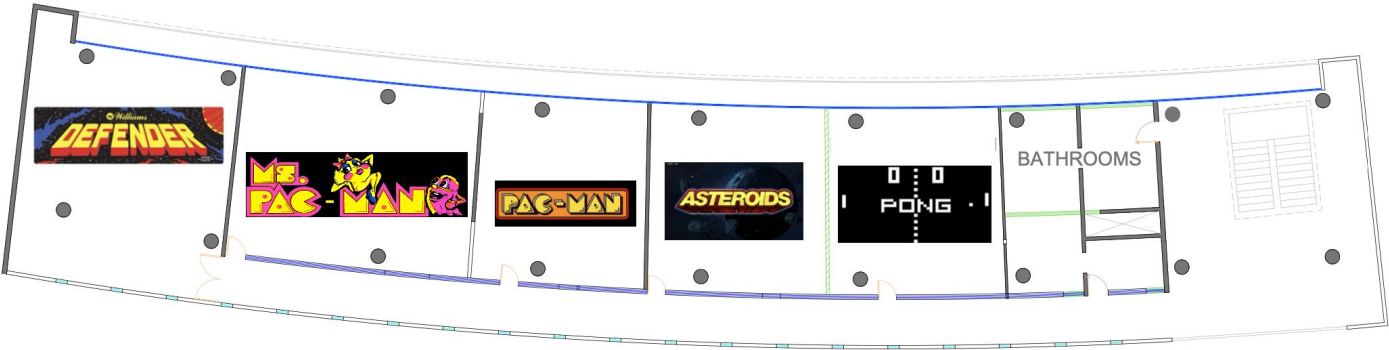 Williams
DEFENDER
Ms.
PAC-MAN
PAC-MAN
ASTEROIDS
0 0
PONG
BATHROOMS